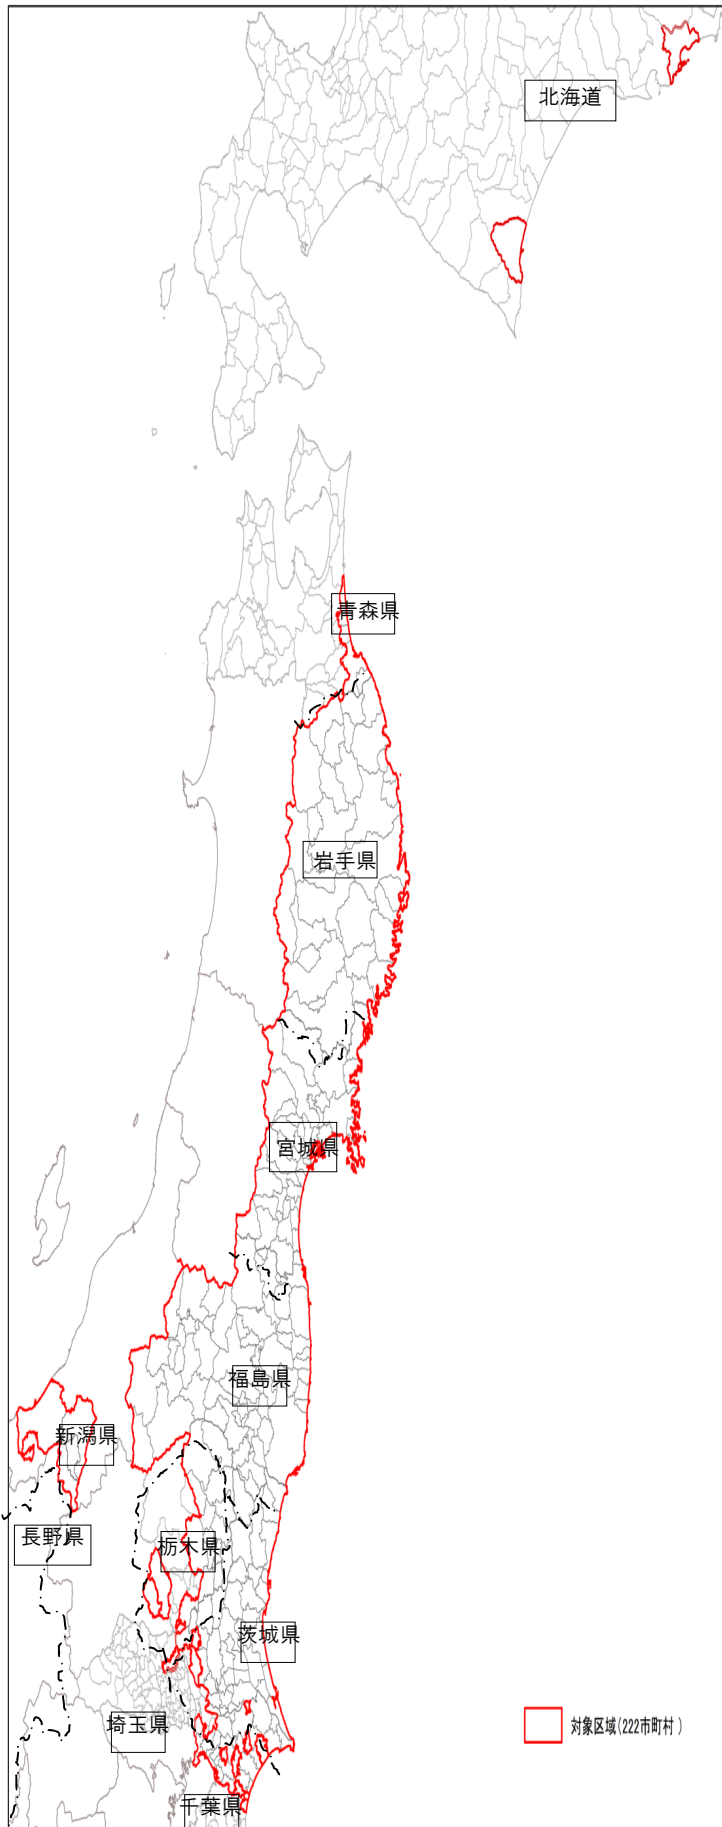 北海道
青森県
岩手県
宮城県
福島県
新潟県
長野県
栃木県
茨城県
埼玉県
対象区域(222市町村)
千葉県